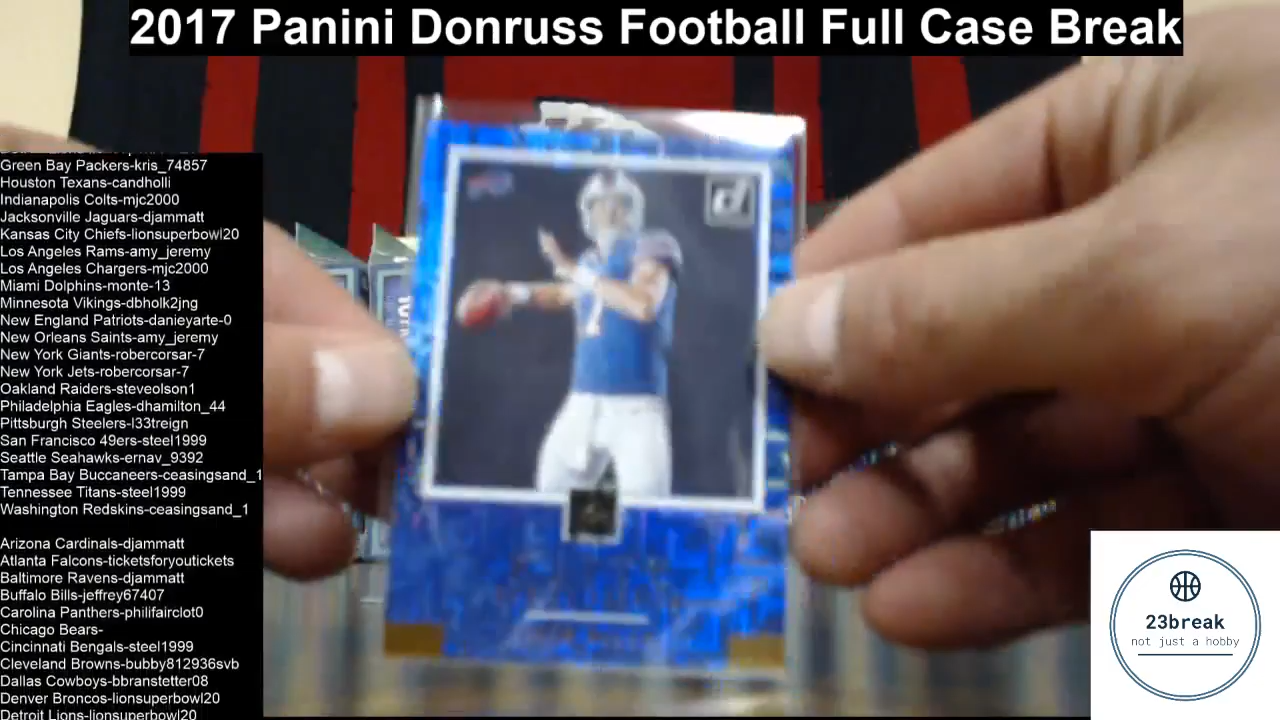 2017 Panini Donruss Football Full Case Break
Green Bay Packers-kris_74857
Houston Texans-candholli
Indianapolis Colts-mjc2000
Jacksonville Jaguars-djammatt
Kansas City Chiefs-lionsuperbowl20
Los Angeles Rams-amy_jeremy
Los Angeles Chargers-mjc2000
Miami Dolphins-monte-13
Minnesota Vikings-dbholk2jng
New England Patriots-danieyarte-0
New Orleans Saints-amy_jeremy
New York Giants-robercorsar-7
New York Jets-robercorsar-7
Oakland Raiders-steveolson1
Philadelphia Eagles-dhamilton_44
Pittsburgh Steelers-l33treign
San Francisco 49ers-steel1999
Seattle Seahawks-ernav_9392
Tampa Bay Buccaneers-ceasingsand_1
Tennessee Titans-steel1999
Washington Redskins-ceasingsand_1
Arizona Cardinals-djammatt
Atlanta Falcons-ticketsforyoutickets
Baltimore Ravens-djammatt
Buffalo Bills-jeffrey67407
Carolina Panthers-philifairclot0
Chicago Bears-
Cincinnati Bengals-steel1999
Cleveland Browns-bubby812936svb
Dallas Cowboys-bbranstetter08
Denver Broncos-lionsuperbowl20
Detroit Lions-lionsuperbowl20
d
7
23break
not just a hobby